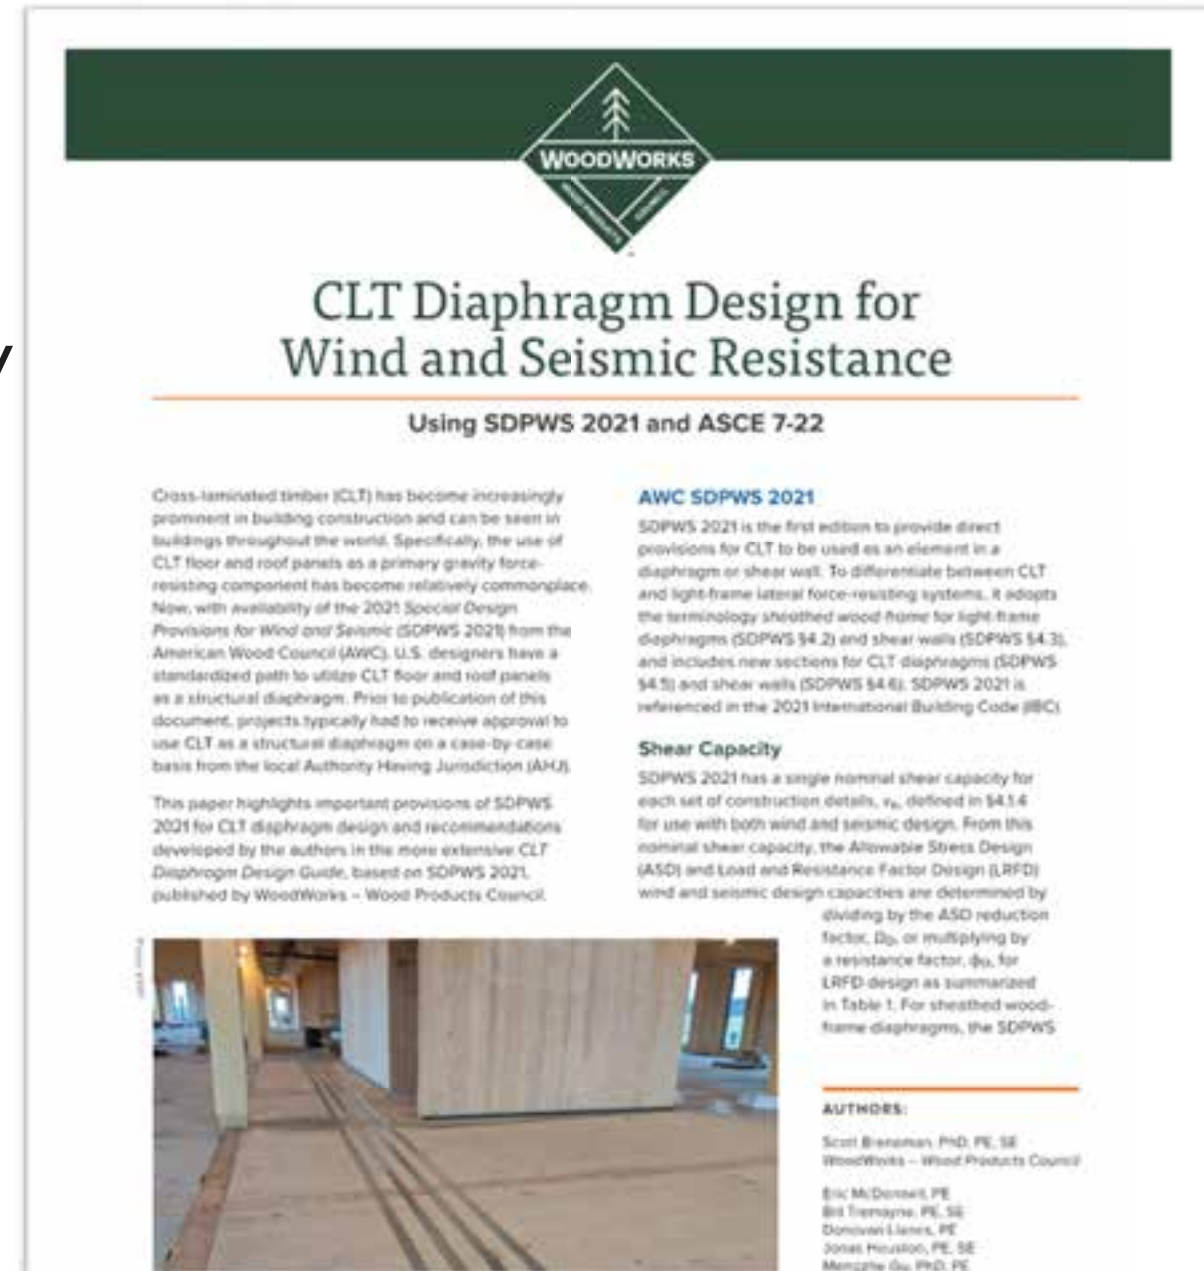 y
WOODWORKS
WOOD PRODUCTS
COUNCIL
CLT Diaphragm Design for
Wind and Seismic Resistance
Using SDPWS 2021 and ASCE 7-22
Cross-laminated timber (CLT) has become increasingly
prominent in building construction and can be seen in
buildings throughout the world. Specifically, the use of
CLT floor and roof panels as a primary gravity force-
resisting component has become relatively commonplace.
Now, with availability of the 2021 Special Design
Provisions for Wind and Seismic (SDPWS 2021) from the
American Wood Council (AWC), U.S. designers have a
standardized path to utilize CLT floor and roof panels
as a structural diaphragm. Prior to publication of this
document, projects typically had to receive approval to
use CLT as a structural diaphragm on a case-by-case
basis from the local Authority Having Jurisdiction (AHJ).
This paper highlights important provisions of SDPWS
2021 for CLT diaphragm design and recommendations
developed by the authors in the more extensive CLT
Diaphragm Design Guide, based on SDPWS 2021,
published by WoodWorks – Wood Products Council.
AWC SDPWS 2021
SDPWS 2021 is the first edition to provide direct
provisions for CLT to be used as an element in a
diaphragm or shear wall. To differentiate between CLT
and light-frame lateral force-resisting systems, it adopts
the terminology sheathed wood-frame for light-frame
diaphragms (SDPWS §4.2) and shear walls (SDPWS §4.3),
and includes new sections for CLT diaphragms (SDPWS
§4.5) and shear walls (SDPWS §4.6). SDPWS 2021 is
referenced in the 2021 International Building Code (IBC).
Shear Capacity
SDPWS 2021 has a single nominal shear capacity for
each set of construction details, vₙ, defined in §4.1.4
for use with both wind and seismic design. From this
nominal shear capacity, the Allowable Stress Design
(ASD) and Load and Resistance Factor Design (LRFD)
wind and seismic design capacities are determined by
dividing by the ASD reduction
factor, Ω_D, or multiplying by
a resistance factor, ϕ_D, for
LRFD design as summarized
in Table 1. For sheathed wood-
frame diaphragms, the SDPWS
AUTHORS:
Scott Breneman, PhD, PE, SE
WoodWorks – Wood Products Council
Eric McDonnell, PE
Bill Tremayne, PE, SE
Donovan Llanes, PE
Jonas Houston, PE, SE
Mengzhe Gu, PhD, PE